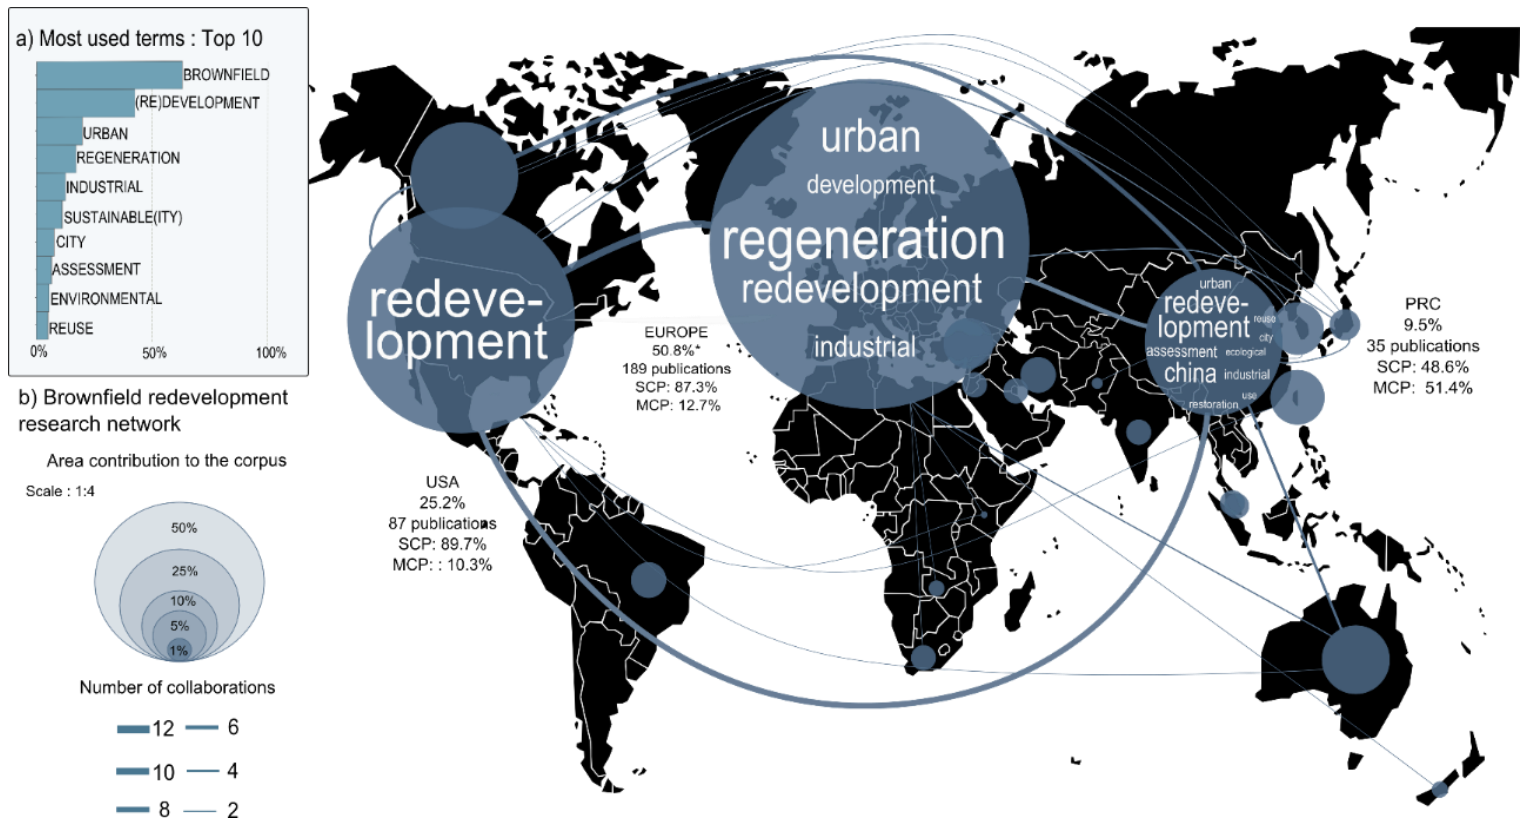 a) Most used terms : Top 10
BROWNFIELD
(RE)DEVELOPMENT
URBAN
REGENERATION
INDUSTRIAL
SUSTAINABLE(ITY)
CITY
ASSESSMENT
ENVIRONMENTAL
REUSE
0% 50% 100%
b) Brownfield redevelopment
research network
Area contribution to the corpus
Scale : 1:4
50%
25%
10%
5%
1%
Number of collaborations
12 6
10 4
8 2
redeve-
lopment
USA
25.2%
87 publications
SCP: 89.7%
MCP: : 10.3%
urban
development
regeneration
redevelopment
industrial
EUROPE
50.8%*
189 publications
SCP: 87.3%
MCP: 12.7%
urban
redeve-
lopment reuse
city
assessment ecological
china industrial
use
restoration
PRC
9.5%
35 publications
SCP: 48.6%
MCP: 51.4%